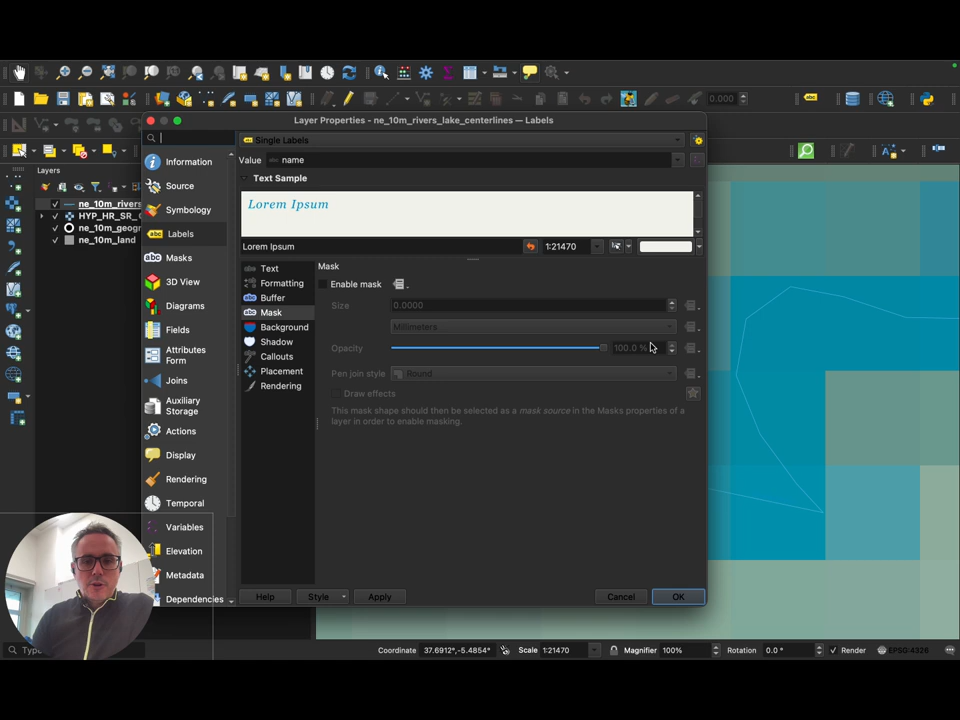 0.000
Layer Properties - ne_10m_rivers_lake_centerlines — Labels
Layers
ne_10m_rivers
HYP_HR_SR_
ne_10m_geogr
ne_10m_land
Information
Source
Symbology
Labels
Masks
3D View
Diagrams
Fields
Attributes
Form
Joins
Auxiliary
Storage
Actions
Display
Rendering
Temporal
Variables
Elevation
Metadata
Dependencies
Single Labels
Value abc name
Text Sample
Lorem Ipsum
Lorem Ipsum
1:21470
Text
Formatting
Buffer
Mask
Background
Shadow
Callouts
Placement
Rendering
Mask
Enable mask
Size 0.0000
Millimeters
Opacity 100.0 %
Pen join style Round
Draw effects
This mask shape should then be selected as a mask source in the Masks properties of a
layer in order to enable masking.
Help
Style
Apply
Cancel
OK
Coordinate 37.6912°,-5.4854° Scale 1:21470 Magnifier 100% Rotation 0.0 ° Render EPSG:4326